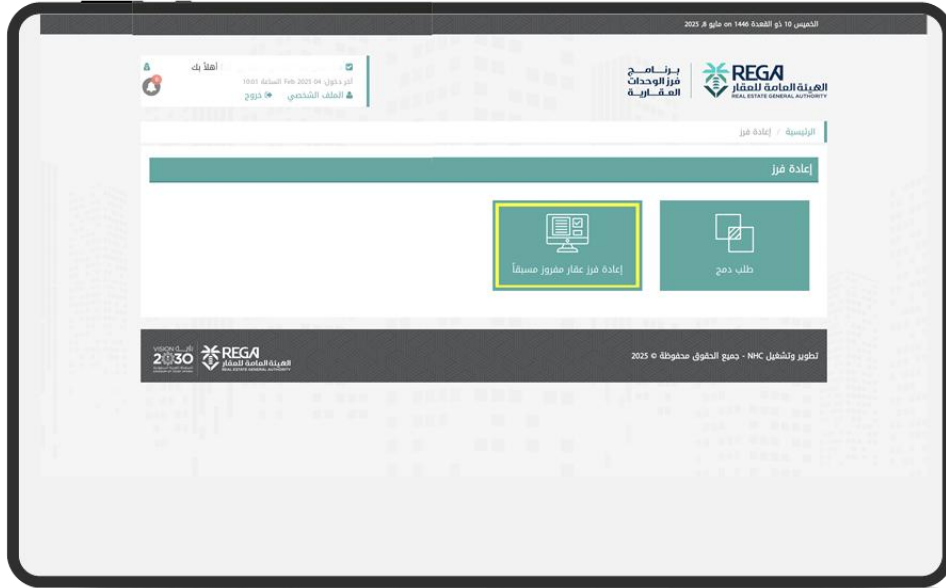 الخميس 10 ذو القعدة 1446 on مايو 8, 2025
REGA
الهيئة العامة للعقار
REAL ESTATE GENERAL AUTHORITY
برنامج
فرز الوحدات
العقارية
أهلاً بك
آخر دخول: 04 Feb 2025 الساعة 10:01
الملف الشخصي خروج
الرئيسية / إعادة فرز
إعادة فرز
طلب دمج
إعادة فرز عقار مفروز مسبقاً
تطوير وتشغيل NHC - جميع الحقوق محفوظة © 2025
REGA
الهيئة العامة للعقار
REAL ESTATE GENERAL AUTHORITY
VISION رؤية
2030